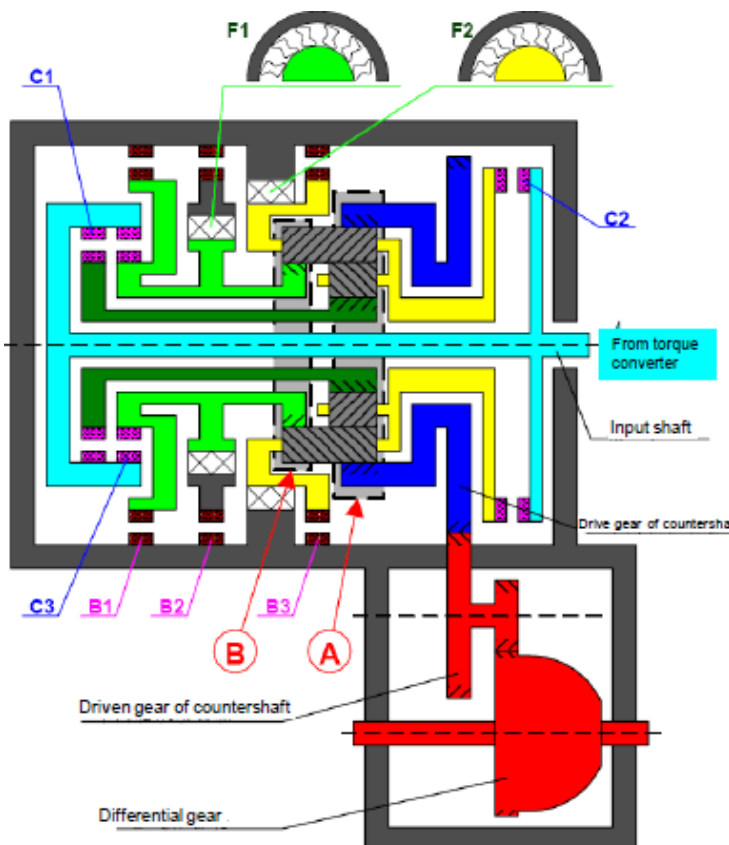 F1
F2
C1
C2
From torque
converter
Input shaft
Drive gear of countersha
C3
B1
B2
B3
B
A
Driven gear of countershaft
Differential gear